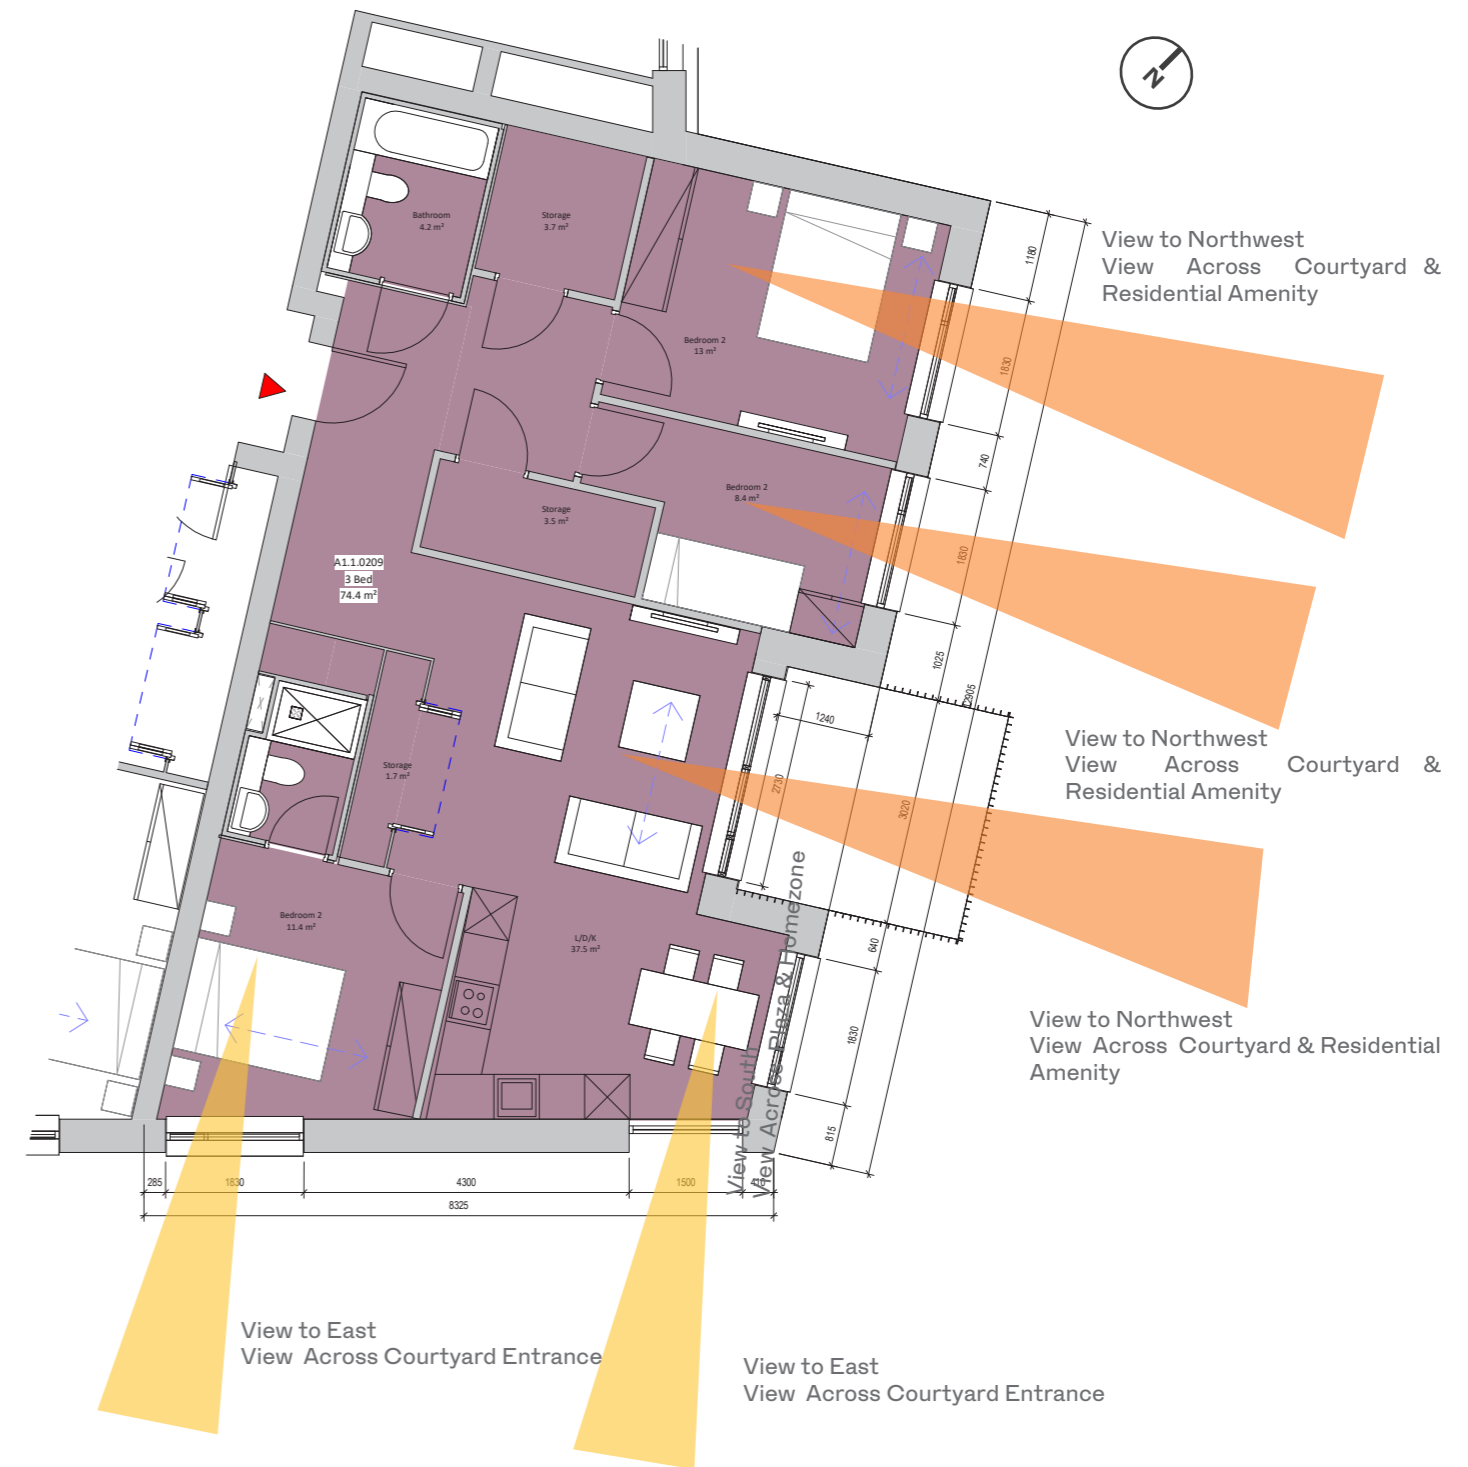 N
View to Northwest
View Across Courtyard &
Residential Amenity
1160
1830
740
1830
1025
12905
Bathroom
4.2 m²
Storage
3.7 m²
Bedroom 2
13 m²
Bedroom 2
8.4 m²
Storage
3.5 m²
A1.1.0209
3 Bed
74.4 m²
1240
2730
3020
View to Northwest
View Across Courtyard &
Residential Amenity
Storage
1.7 m²
Bedroom 2
11.4 m²
L/D/K
37.5 m²
640
1830
815
View to Northwest
View Across Courtyard & Residential
Amenity
View to South
View Across Plaza & Homezone
285
1830
4300
1500
410
8325
View to East
View Across Courtyard Entrance
View to East
View Across Courtyard Entrance